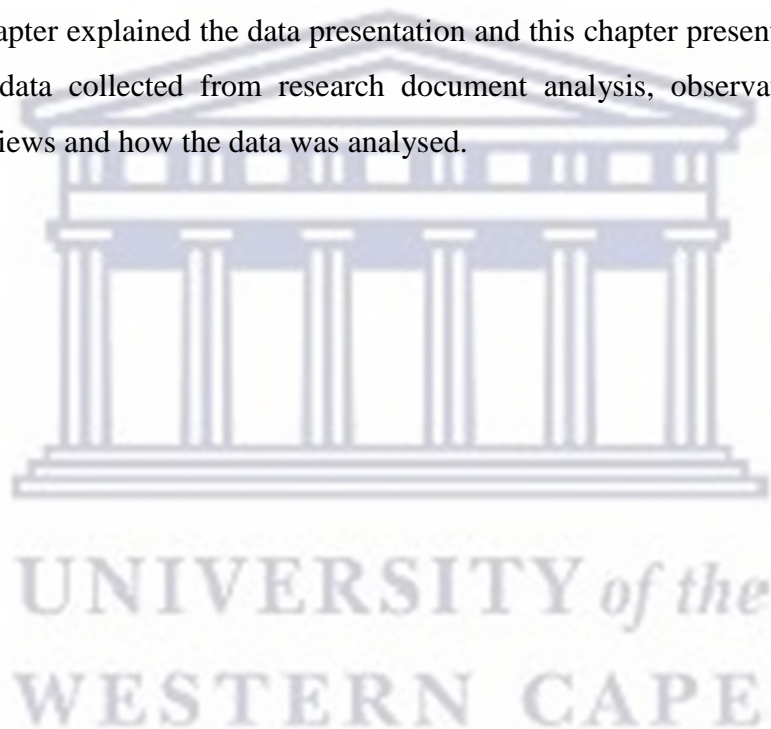 apter explained the data presentation and this chapter present
data collected from research document analysis, observa
iews and how the data was analysed.
UNIVERSITY of the
WESTERN CAPE